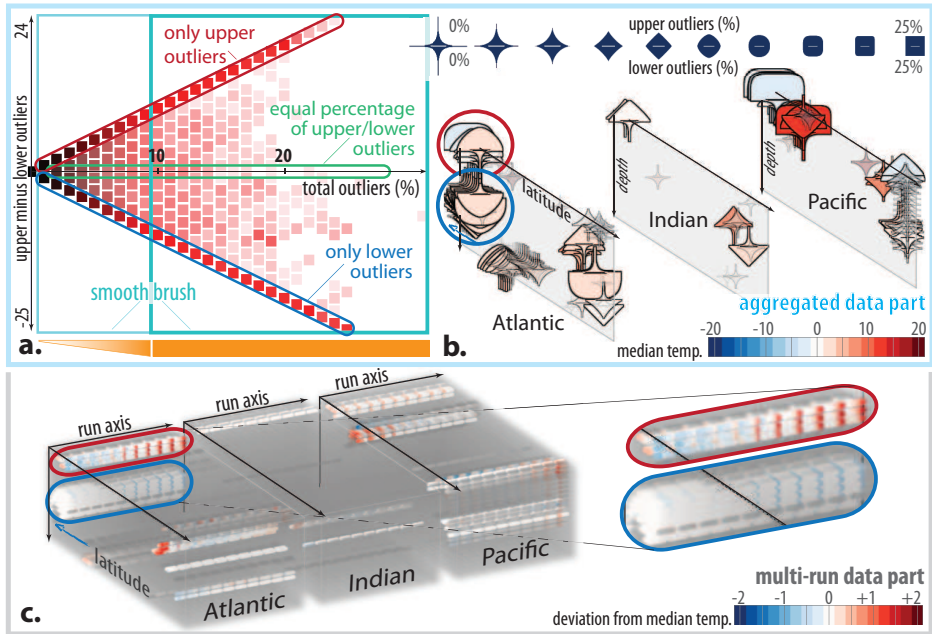 24
upper minus lower outliers
-25
only upper
outliers
equal percentage
of upper/lower
outliers
10
20
total outliers (%)
only lower
outliers
smooth brush
a.
0%
0%
upper outliers (%)
lower outliers (%)
25%
25%
depth
latitude
Atlantic
depth
Indian
depth
Pacific
aggregated data part
b.
median temp.
-20
-10
0
10
20
run axis
run axis
run axis
latitude
Atlantic
Indian
Pacific
c.
multi-run data part
deviation from median temp.
-2
-1
0
+1
+2